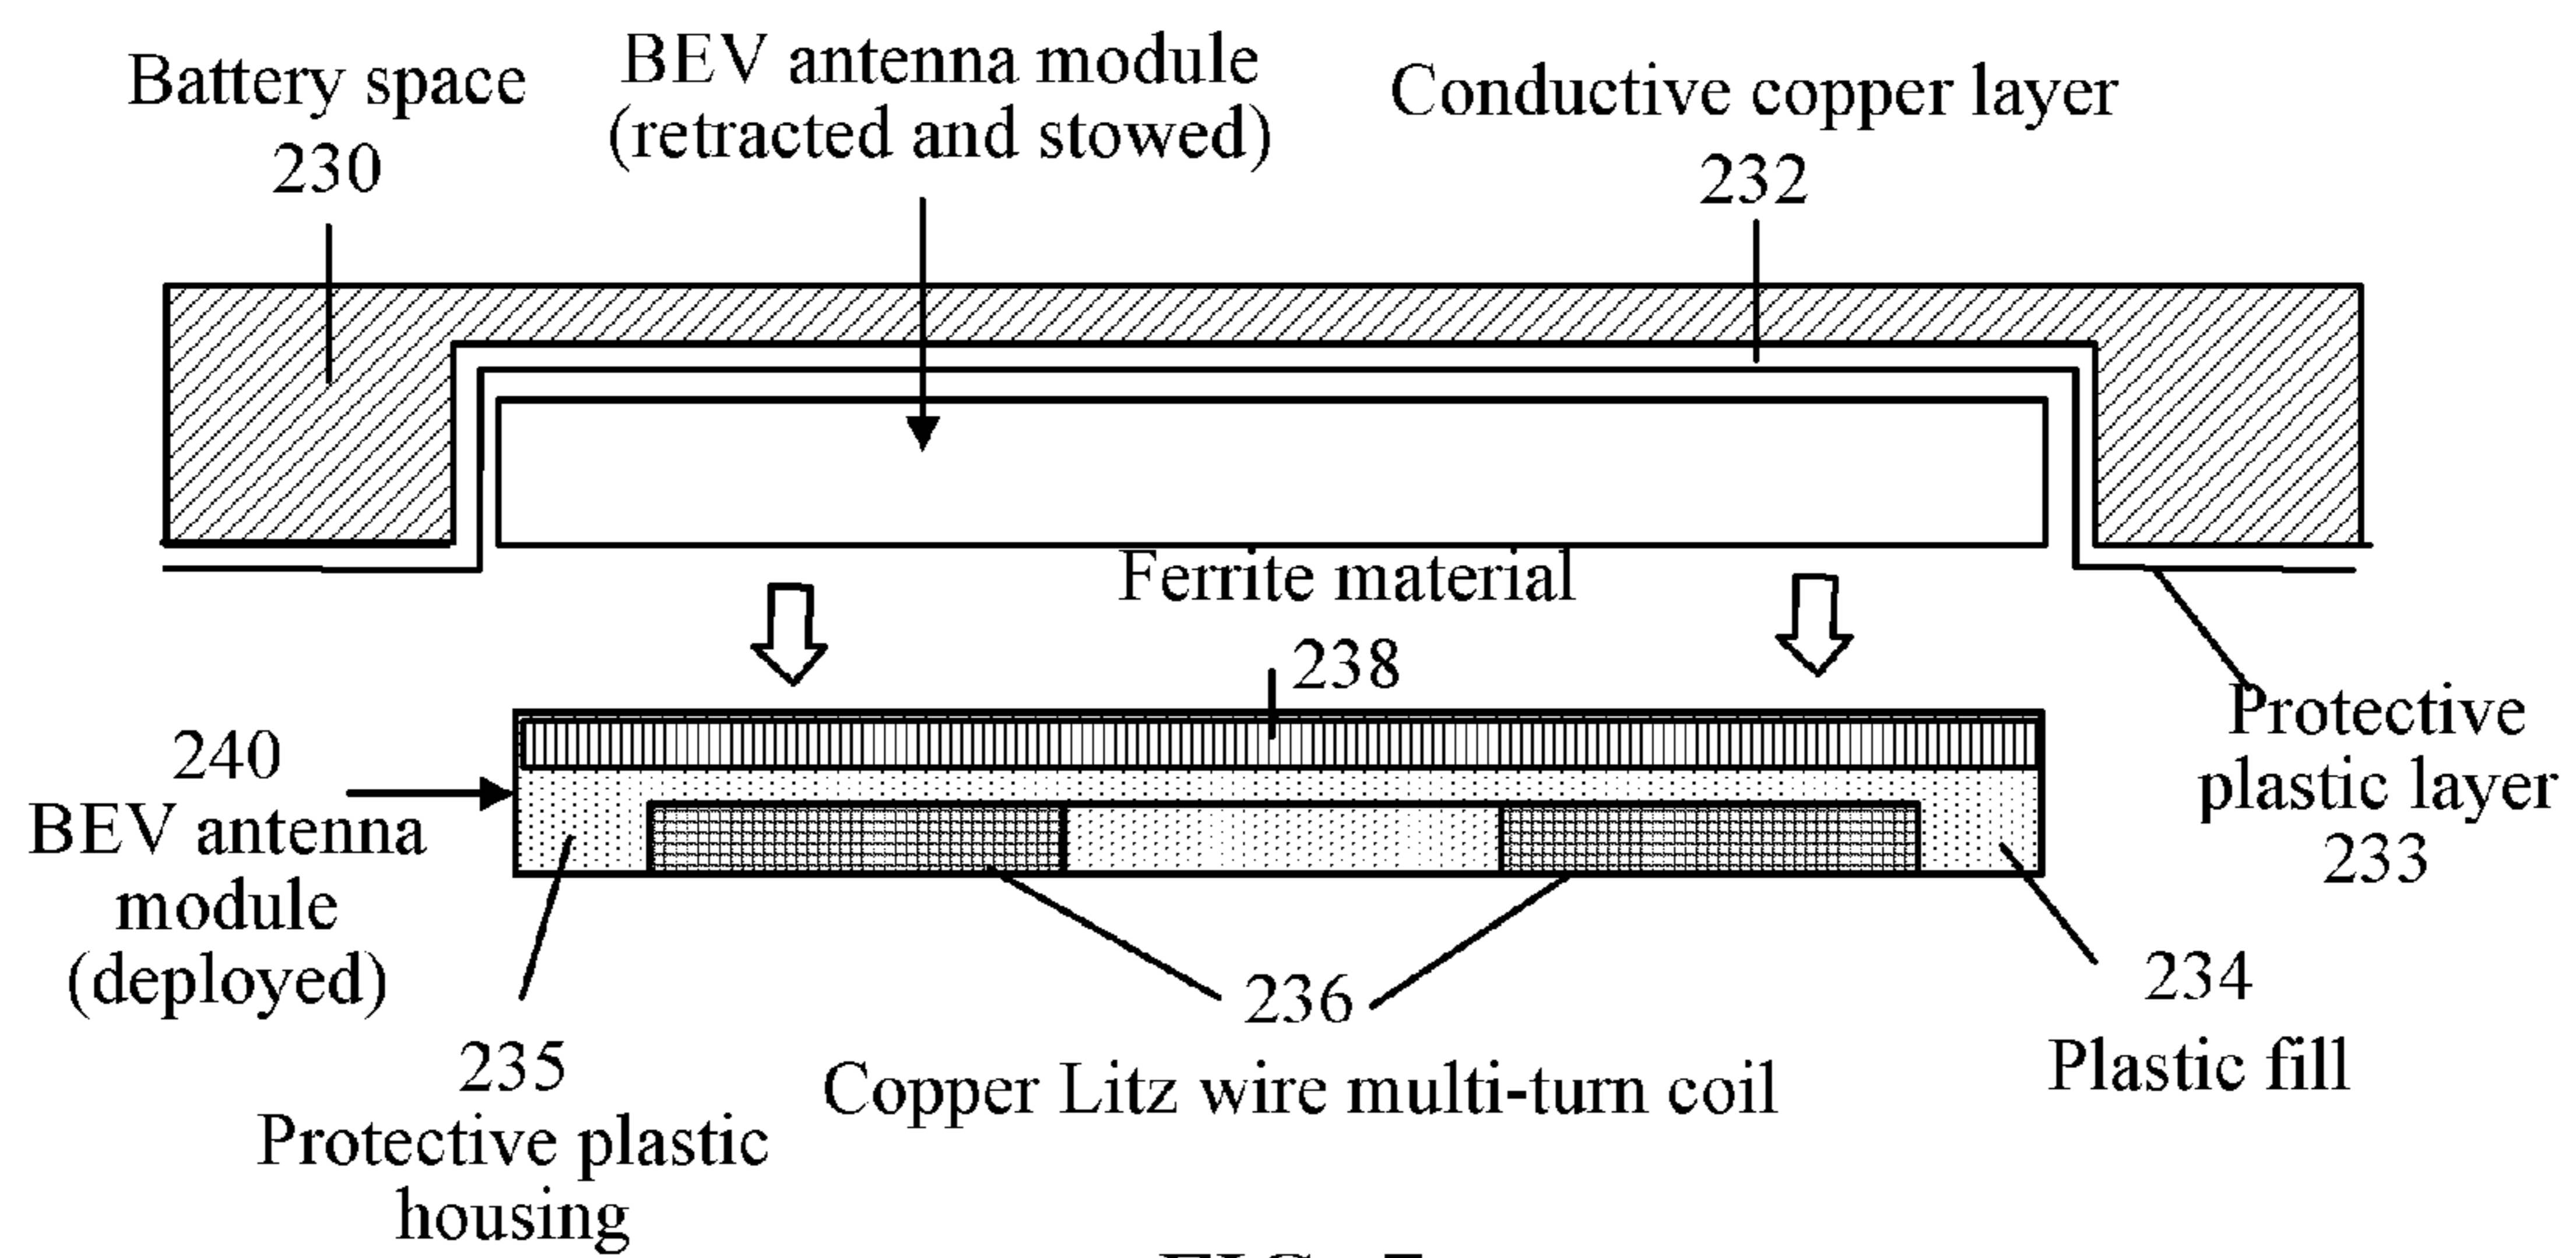 Battery space
230
BEV antenna module
(retracted and stowed)
Conductive copper layer
232
Ferrite material
238
240
BEV antenna
module
(deployed)
Protective
plastic layer
233
235
Protective plastic
housing
236
Copper Litz wire multi-turn coil
234
Plastic fill